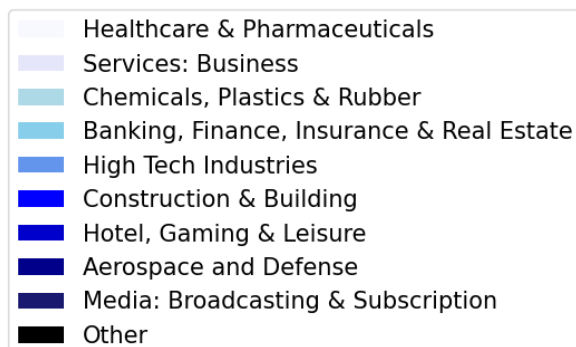 Healthcare & Pharmaceuticals
Services: Business
Chemicals, Plastics & Rubber
Banking, Finance, Insurance & Real Estate
High Tech Industries
Construction & Building
Hotel, Gaming & Leisure
Aerospace and Defense
Media: Broadcasting & Subscription
Other